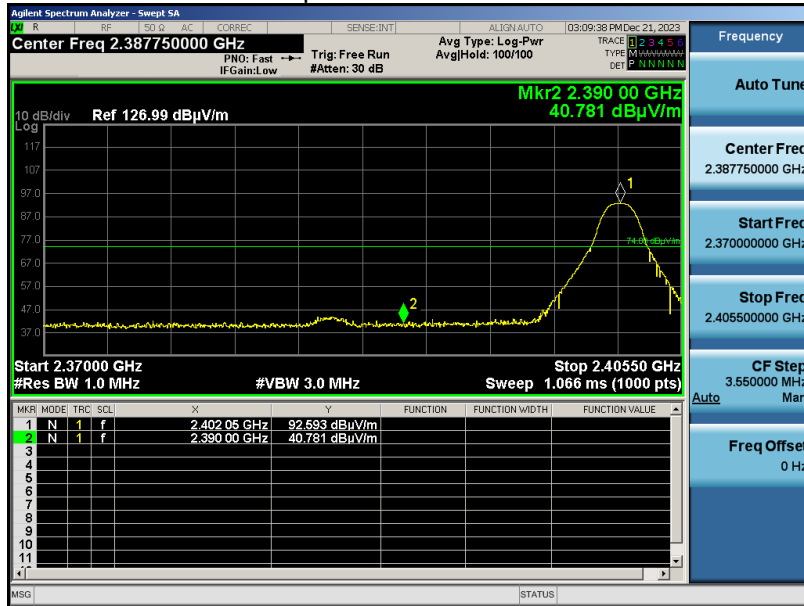 Agilent Spectrum Analyzer - Swept SA
LXI R RF 50 Ω AC CORREC SENSE:INT ALIGN AUTO 03:09:38 PM Dec 21, 2023
Center Freq 2.387750000 GHz
PNO: Fast
IFGain:Low
Trig: Free Run
#Atten: 30 dB
Avg Type: Log-Pwr
Avg|Hold: 100/100
TRACE 1 2 3 4 5 6
TYPE M
DET P N N N N N
Mkr2 2.390 00 GHz
40.781 dBµV/m
10 dB/div
Log
Ref 126.99 dBµV/m
117
107
97.0
87.0
77.0
67.0
57.0
47.0
37.0
1
2
Start 2.37000 GHz
Stop 2.40550 GHz
#Res BW 1.0 MHz
#VBW 3.0 MHz
Sweep 1.066 ms (1000 pts)
MKR MODE TRC SCL X Y FUNCTION FUNCTION WIDTH FUNCTION VALUE
1 N 1 f 2.402 05 GHz 92.593 dBµV/m
2 N 1 f 2.390 00 GHz 40.781 dBµV/m
3
4
5
6
7
8
9
10
11
MSG
STATUS
Frequency
Auto Tune
Center Freq
2.387750000 GHz
Start Freq
2.370000000 GHz
Stop Freq
2.405500000 GHz
CF Step
3.550000 MHz
Auto Man
Freq Offset
0 Hz